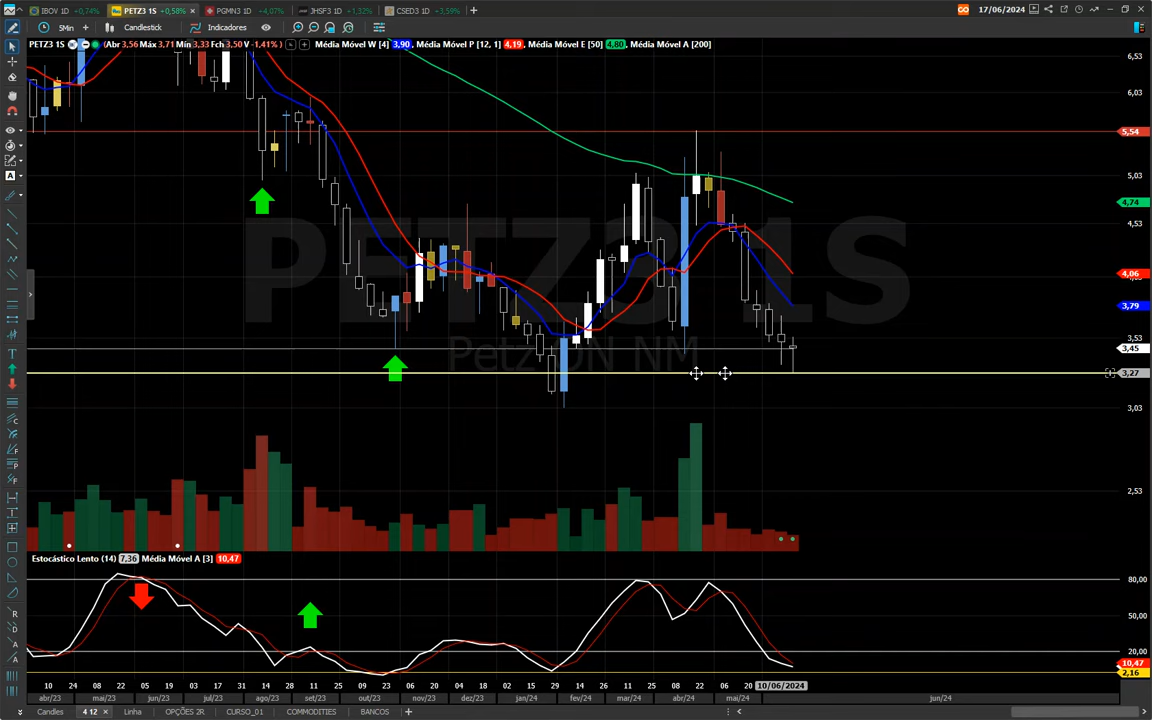 IBOV 1D +0,74% PETZ3 1S +0,58% × PGMN3 1D -4,07% JHSF3 1D +1,32% CSED3 1D +3,59% + 17/06/2024
5Min + Candlestick Indicadores
PETZ3 1S (Abr 3,56 Máx 3,71 Mín 3,33 Fch 3,50 V -1,41%) Média Móvel W [4] 3,90, Média Móvel P [12, 1] 4,19, Média Móvel E [50] 4,80, Média Móvel A [200]
PETZ3 1S
Petz ON NM
6,53
6,03
5,54
5,03
4,74
4,53
4,06
3,79
3,53
3,45
3,27
3,03
2,53
Estocástico Lento (14) 7,36 Média Móvel A [3] 10,47
80,00
50,00
20,00
10,47
2,16
10 24 08 22 05 19 03 17 31 14 28 11 25 09 23 06 20 04 18 02 15 29 12 26 11 25 08 22 06 20 10/06/2024
abr/23 mai/23 jun/23 jul/23 ago/23 set/23 out/23 nov/23 dez/23 jan/24 fev/24 mar/24 abr/24 mai/24 jun/24
Candles 4 12 × Linha OPÇÕES 2R CURSO_01 COMMODITIES BANCOS +